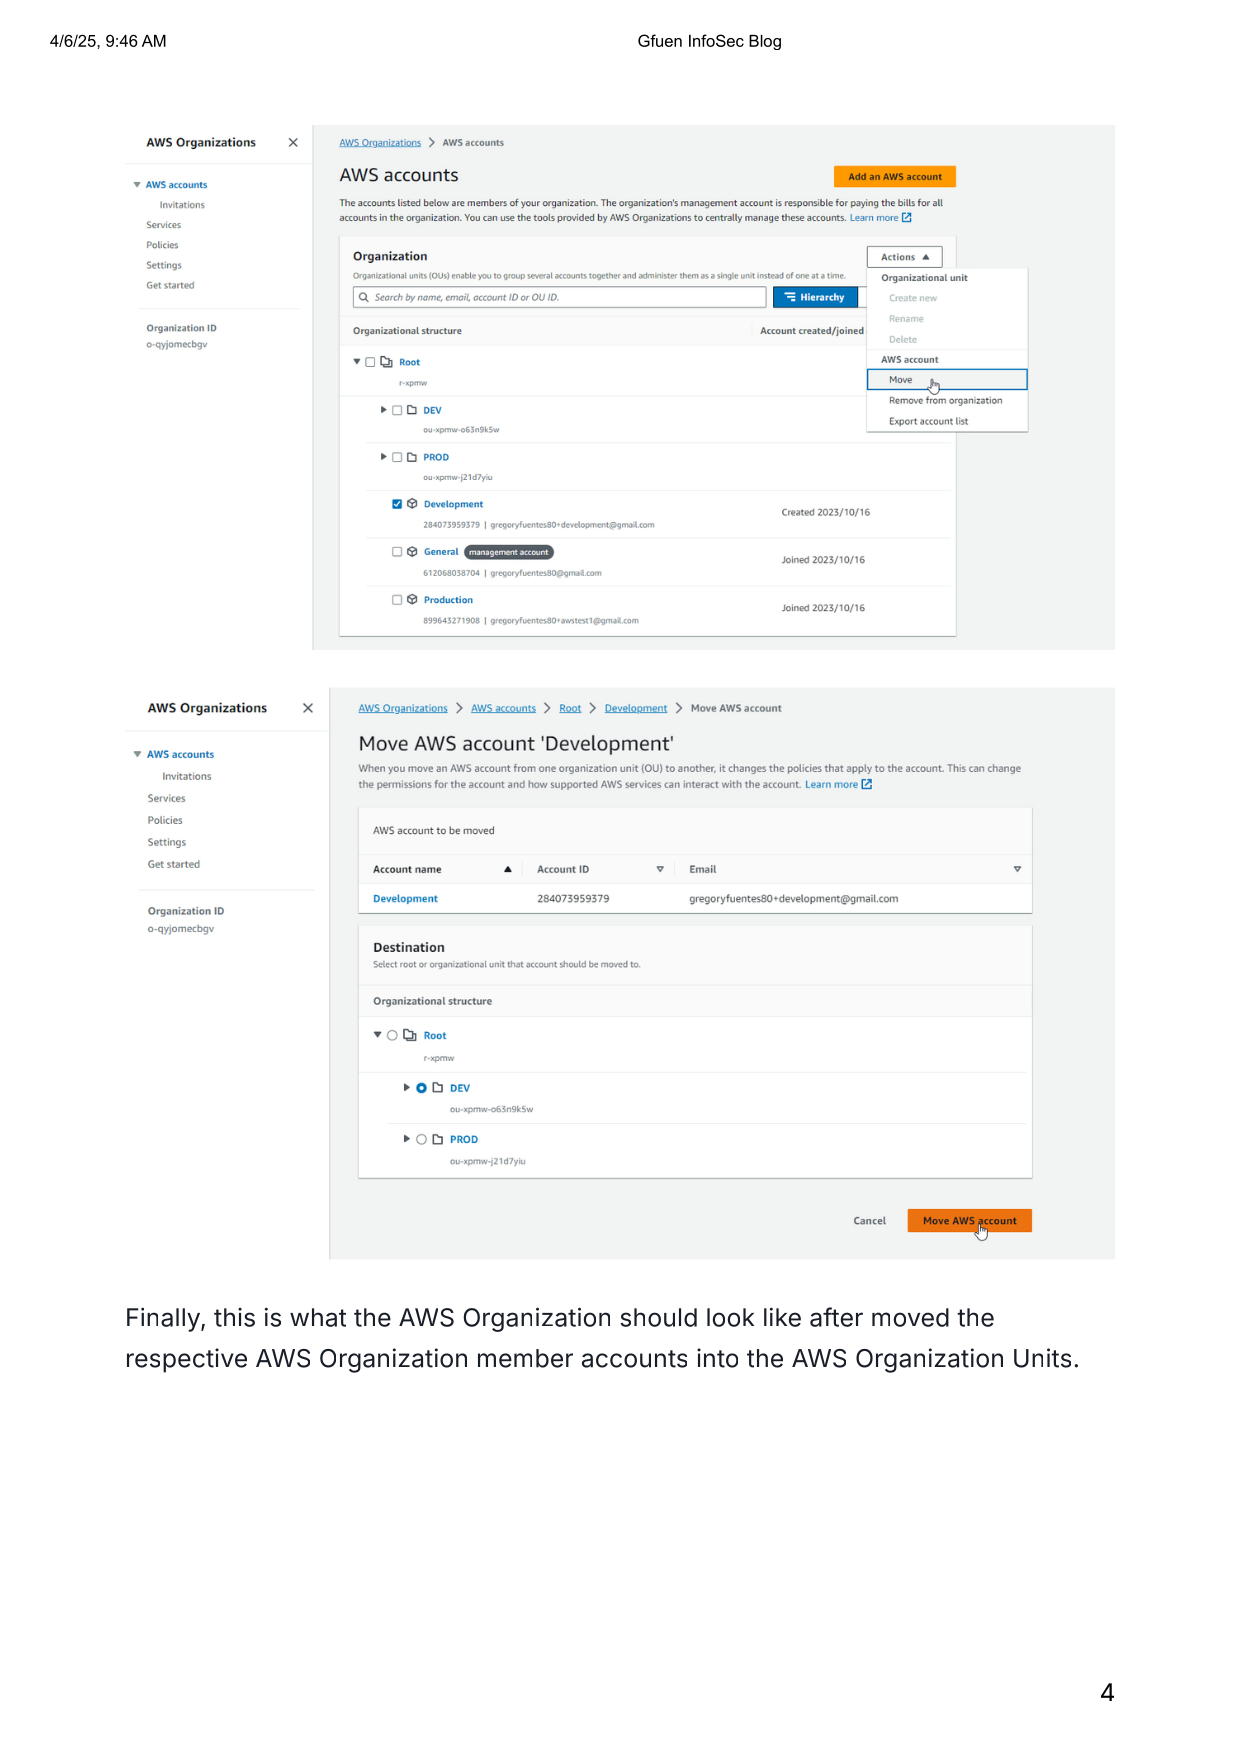 4/6/25, 9:46 AM
Gfuen InfoSec Blog
AWS Organizations
AWS accounts
Invitations
Services
Policies
Settings
Get started
Organization ID
o-qyjomecbgv
AWS Organizations > AWS accounts
AWS accounts
Add an AWS account
The accounts listed below are members of your organization. The organization's management account is responsible for paying the bills for all
accounts in the organization. You can use the tools provided by AWS Organizations to centrally manage these accounts. Learn more
Organization
Organizational units (OUs) enable you to group several accounts together and administer them as a single unit instead of one at a time.
Search by name, email, account ID or OU ID.
Hierarchy
Actions
Organizational unit
Create new
Rename
Delete
AWS account
Move
Remove from organization
Export account list
Organizational structure
Account created/joined
Root
r-xpmw
DEV
ou-xpmw-o63n9k5w
PROD
ou-xpmw-j21d7yiu
Development
284073959379 | gregoryfuentes80+development@gmail.com
Created 2023/10/16
General management account
612068038704 | gregoryfuentes80@gmail.com
Joined 2023/10/16
Production
899643271908 | gregoryfuentes80+awstest1@gmail.com
Joined 2023/10/16
AWS Organizations
AWS accounts
Invitations
Services
Policies
Settings
Get started
Organization ID
o-qyjomecbgv
AWS Organizations > AWS accounts > Root > Development > Move AWS account
Move AWS account 'Development'
When you move an AWS account from one organization unit (OU) to another, it changes the policies that apply to the account. This can change
the permissions for the account and how supported AWS services can interact with the account. Learn more
AWS account to be moved
Account name Account ID Email
Development 284073959379 gregoryfuentes80+development@gmail.com
Destination
Select root or organizational unit that account should be moved to.
Organizational structure
Root
r-xpmw
DEV
ou-xpmw-o63n9k5w
PROD
ou-xpmw-j21d7yiu
Cancel
Move AWS account
Finally, this is what the AWS Organization should look like after moved the
respective AWS Organization member accounts into the AWS Organization Units.
4